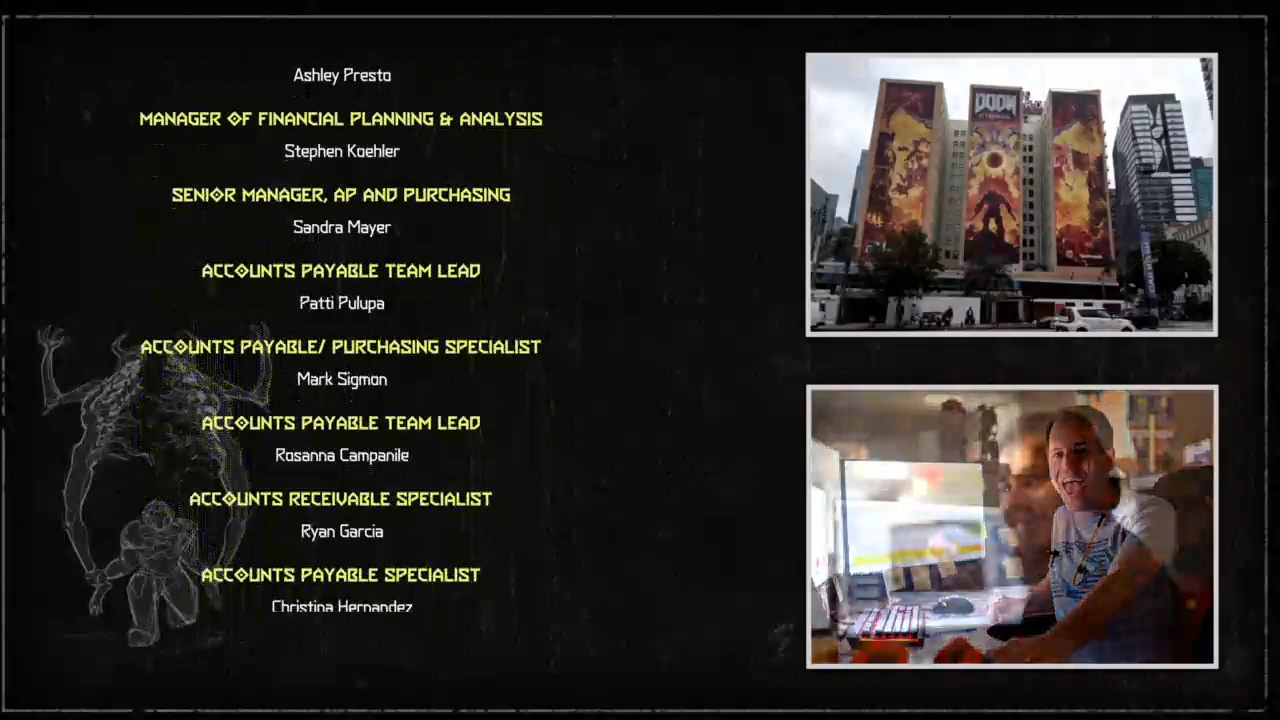 Ashley Presto
MANAGER OF FINANCIAL PLANNING & ANALYSIS
Stephen Koehler
SENIOR MANAGER, AP AND PURCHASING
Sandra Mayer
ACCOUNTS PAYABLE TEAM LEAD
Patti Pulupa
ACCOUNTS PAYABLE/ PURCHASING SPECIALIST
Mark Sigmon
ACCOUNTS PAYABLE TEAM LEAD
Rosanna Campanile
ACCOUNTS RECEIVABLE SPECIALIST
Ryan Garcia
ACCOUNTS PAYABLE SPECIALIST
Christina Hernandez
DOOM